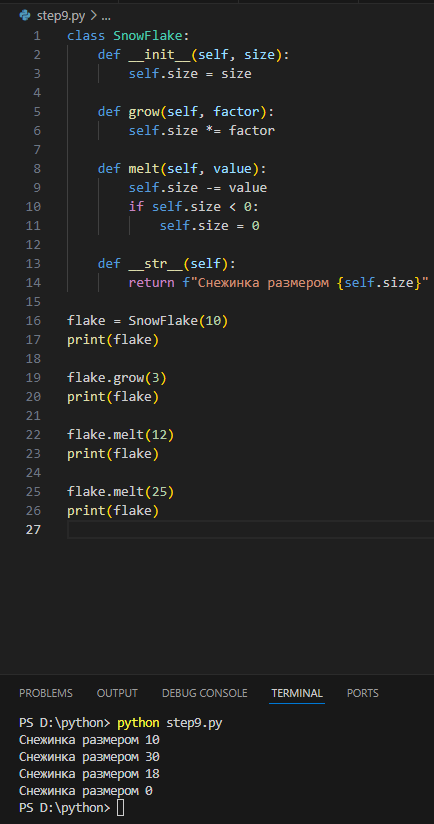 step9.py > ...
1 class SnowFlake:
2     def __init__(self, size):
3         self.size = size
4
5     def grow(self, factor):
6         self.size *= factor
7
8     def melt(self, value):
9         self.size -= value
10         if self.size < 0:
11             self.size = 0
12
13     def __str__(self):
14         return f"Снежинка размером {self.size}"
15
16 flake = SnowFlake(10)
17 print(flake)
18
19 flake.grow(3)
20 print(flake)
21
22 flake.melt(12)
23 print(flake)
24
25 flake.melt(25)
26 print(flake)
27
PROBLEMS OUTPUT DEBUG CONSOLE TERMINAL PORTS
PS D:\python> python step9.py
Снежинка размером 10
Снежинка размером 30
Снежинка размером 18
Снежинка размером 0
PS D:\python>